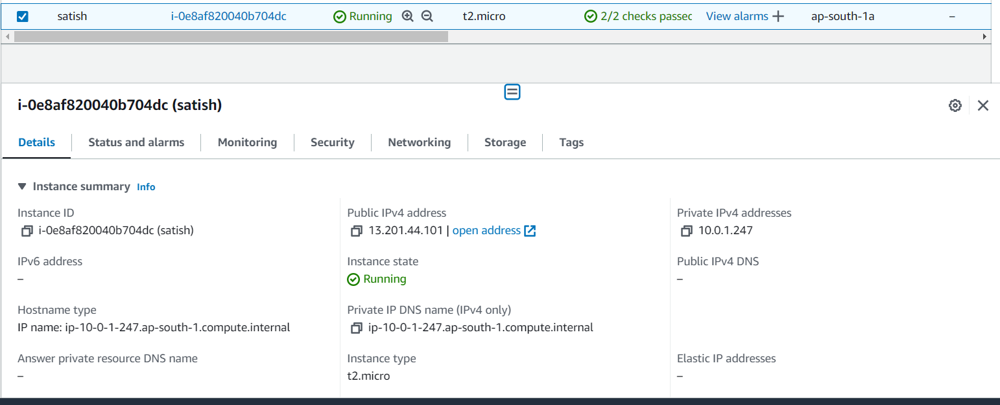 satish i-0e8af820040b704dc Running t2.micro 2/2 checks passec View alarms + ap-south-1a –
i-0e8af820040b704dc (satish)
Details Status and alarms Monitoring Security Networking Storage Tags
Instance summary Info
Instance ID Public IPv4 address Private IPv4 addresses
i-0e8af820040b704dc (satish) 13.201.44.101 | open address 10.0.1.247
IPv6 address Instance state Public IPv4 DNS
– Running –
Hostname type Private IP DNS name (IPv4 only)
IP name: ip-10-0-1-247.ap-south-1.compute.internal ip-10-0-1-247.ap-south-1.compute.internal
Answer private resource DNS name Instance type Elastic IP addresses
– t2.micro –